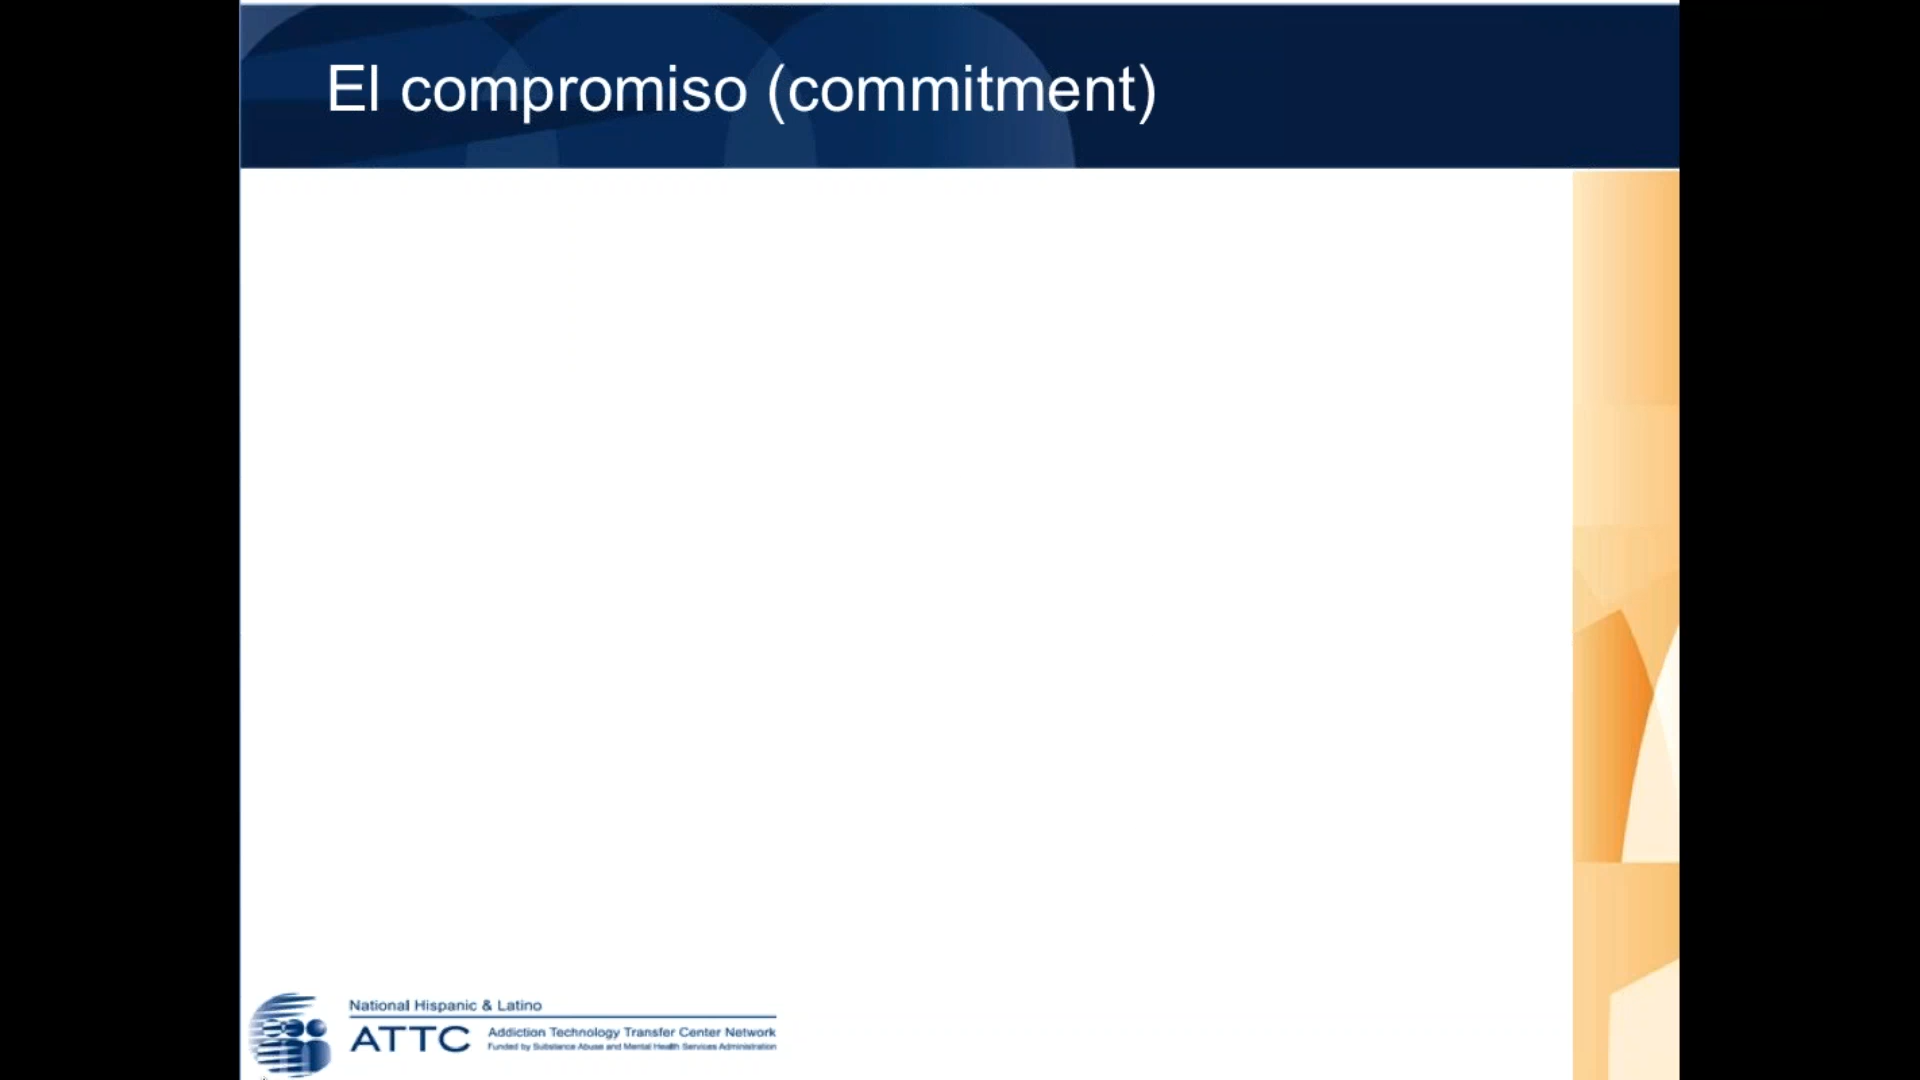 El compromiso (commitment)
National Hispanic & Latino
ATTC
Addiction Technology Transfer Center Network
Funded by Substance Abuse and Mental Health Services Administration